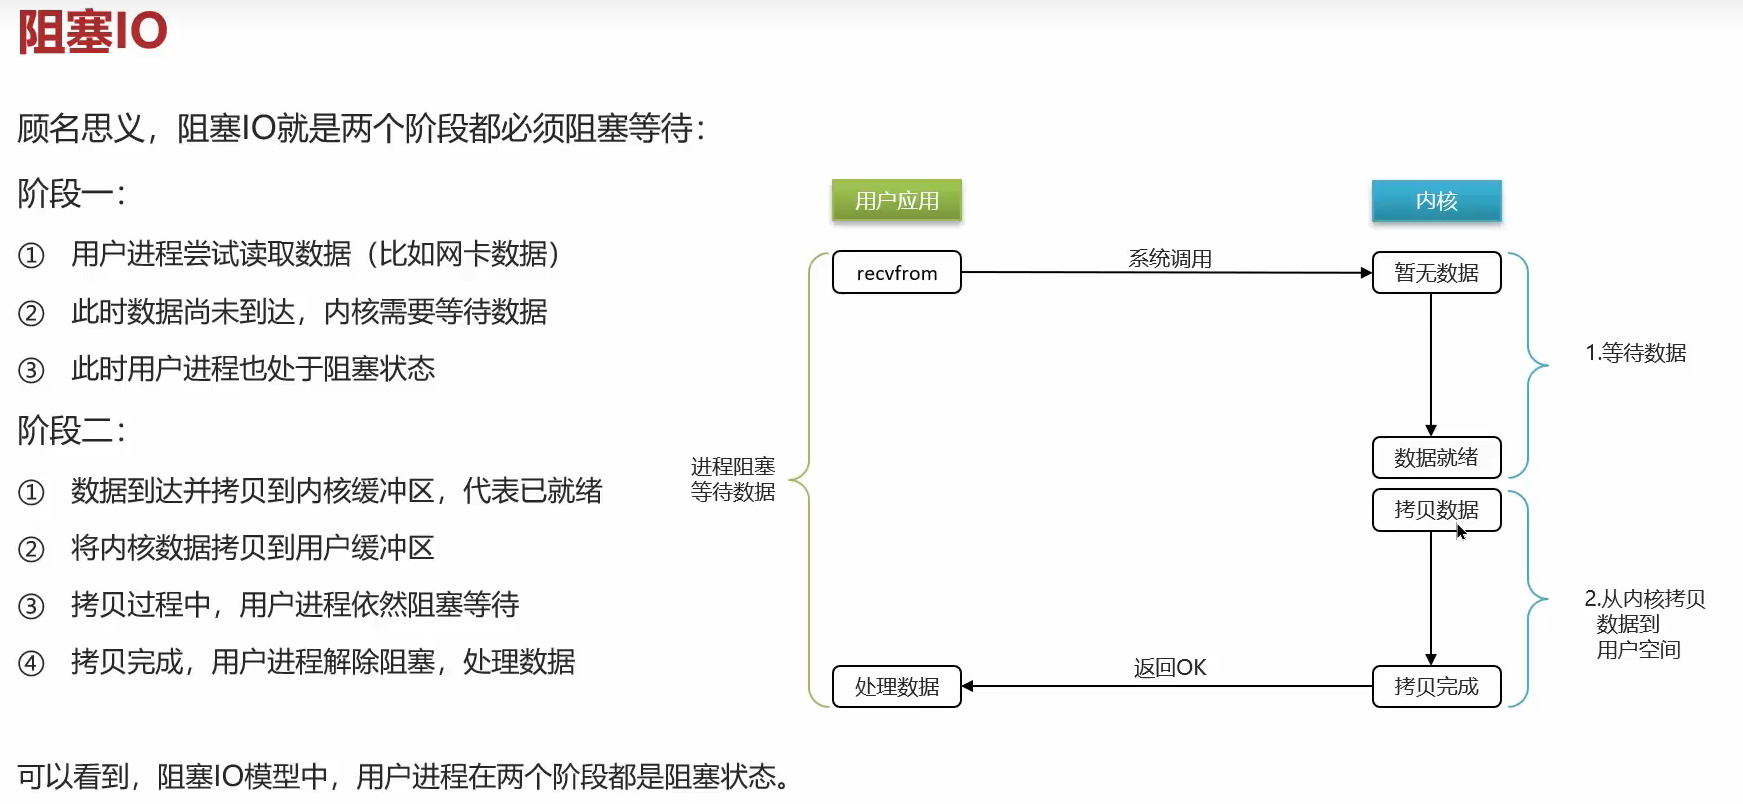 阻塞IO
顾名思义，阻塞IO就是两个阶段都必须阻塞等待：
阶段一：
① 用户进程尝试读取数据（比如网卡数据）
② 此时数据尚未到达，内核需要等待数据
③ 此时用户进程也处于阻塞状态
阶段二：
① 数据到达并拷贝到内核缓冲区，代表已就绪
② 将内核数据拷贝到用户缓冲区
③ 拷贝过程中，用户进程依然阻塞等待
④ 拷贝完成，用户进程解除阻塞，处理数据
可以看到，阻塞IO模型中，用户进程在两个阶段都是阻塞状态。
用户应用
内核
recvfrom
系统调用
暂无数据
1.等待数据
数据就绪
进程阻塞
等待数据
拷贝数据
2.从内核拷贝
数据到
用户空间
处理数据
返回OK
拷贝完成